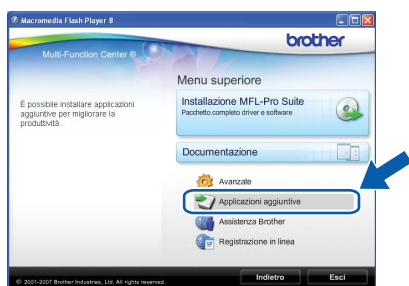 Macromedia Flash Player 8
brother
Multi-Function Center ®
Menu superiore
È possibile installare applicazioni
aggiuntive per migliorare la
produttività.
Installazione MFL-Pro Suite
Pacchetto completo driver e software
Documentazione
Avanzate
Applicazioni aggiuntive
Assistenza Brother
Registrazione in linea
© 2001-2007 Brother Industries, Ltd. All rights reserved.
Indietro
Esci